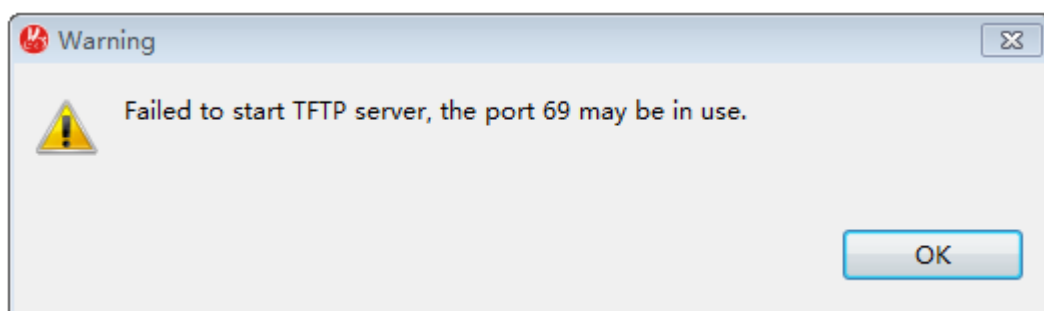 Warning
Failed to start TFTP server, the port 69 may be in use.
OK